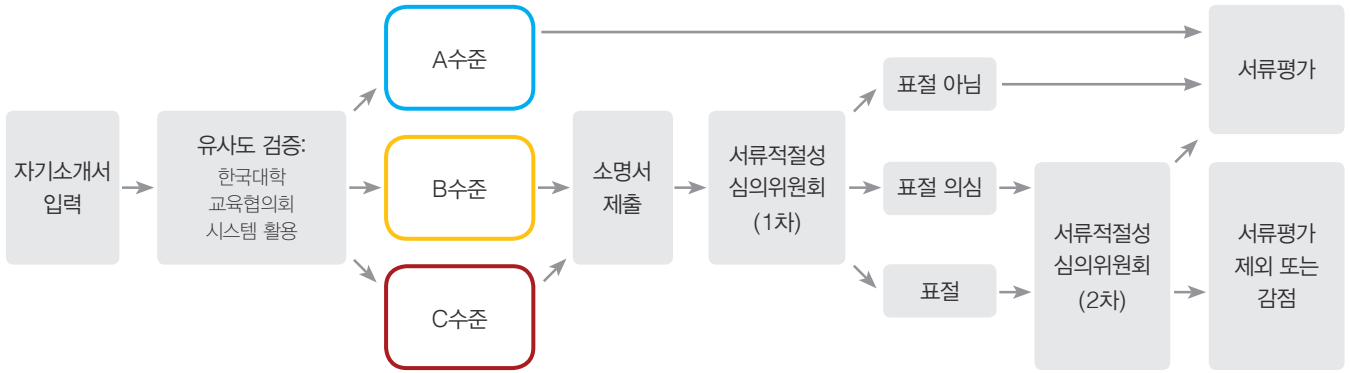 자기소개서
입력
유사도 검증:
한국대학
교육협의회
시스템 활용
A수준
B수준
C수준
소명서
제출
서류적절성
심의위원회
(1차)
표절 아님
표절 의심
표절
서류적절성
심의위원회
(2차)
서류평가
서류평가
제외 또는
감점